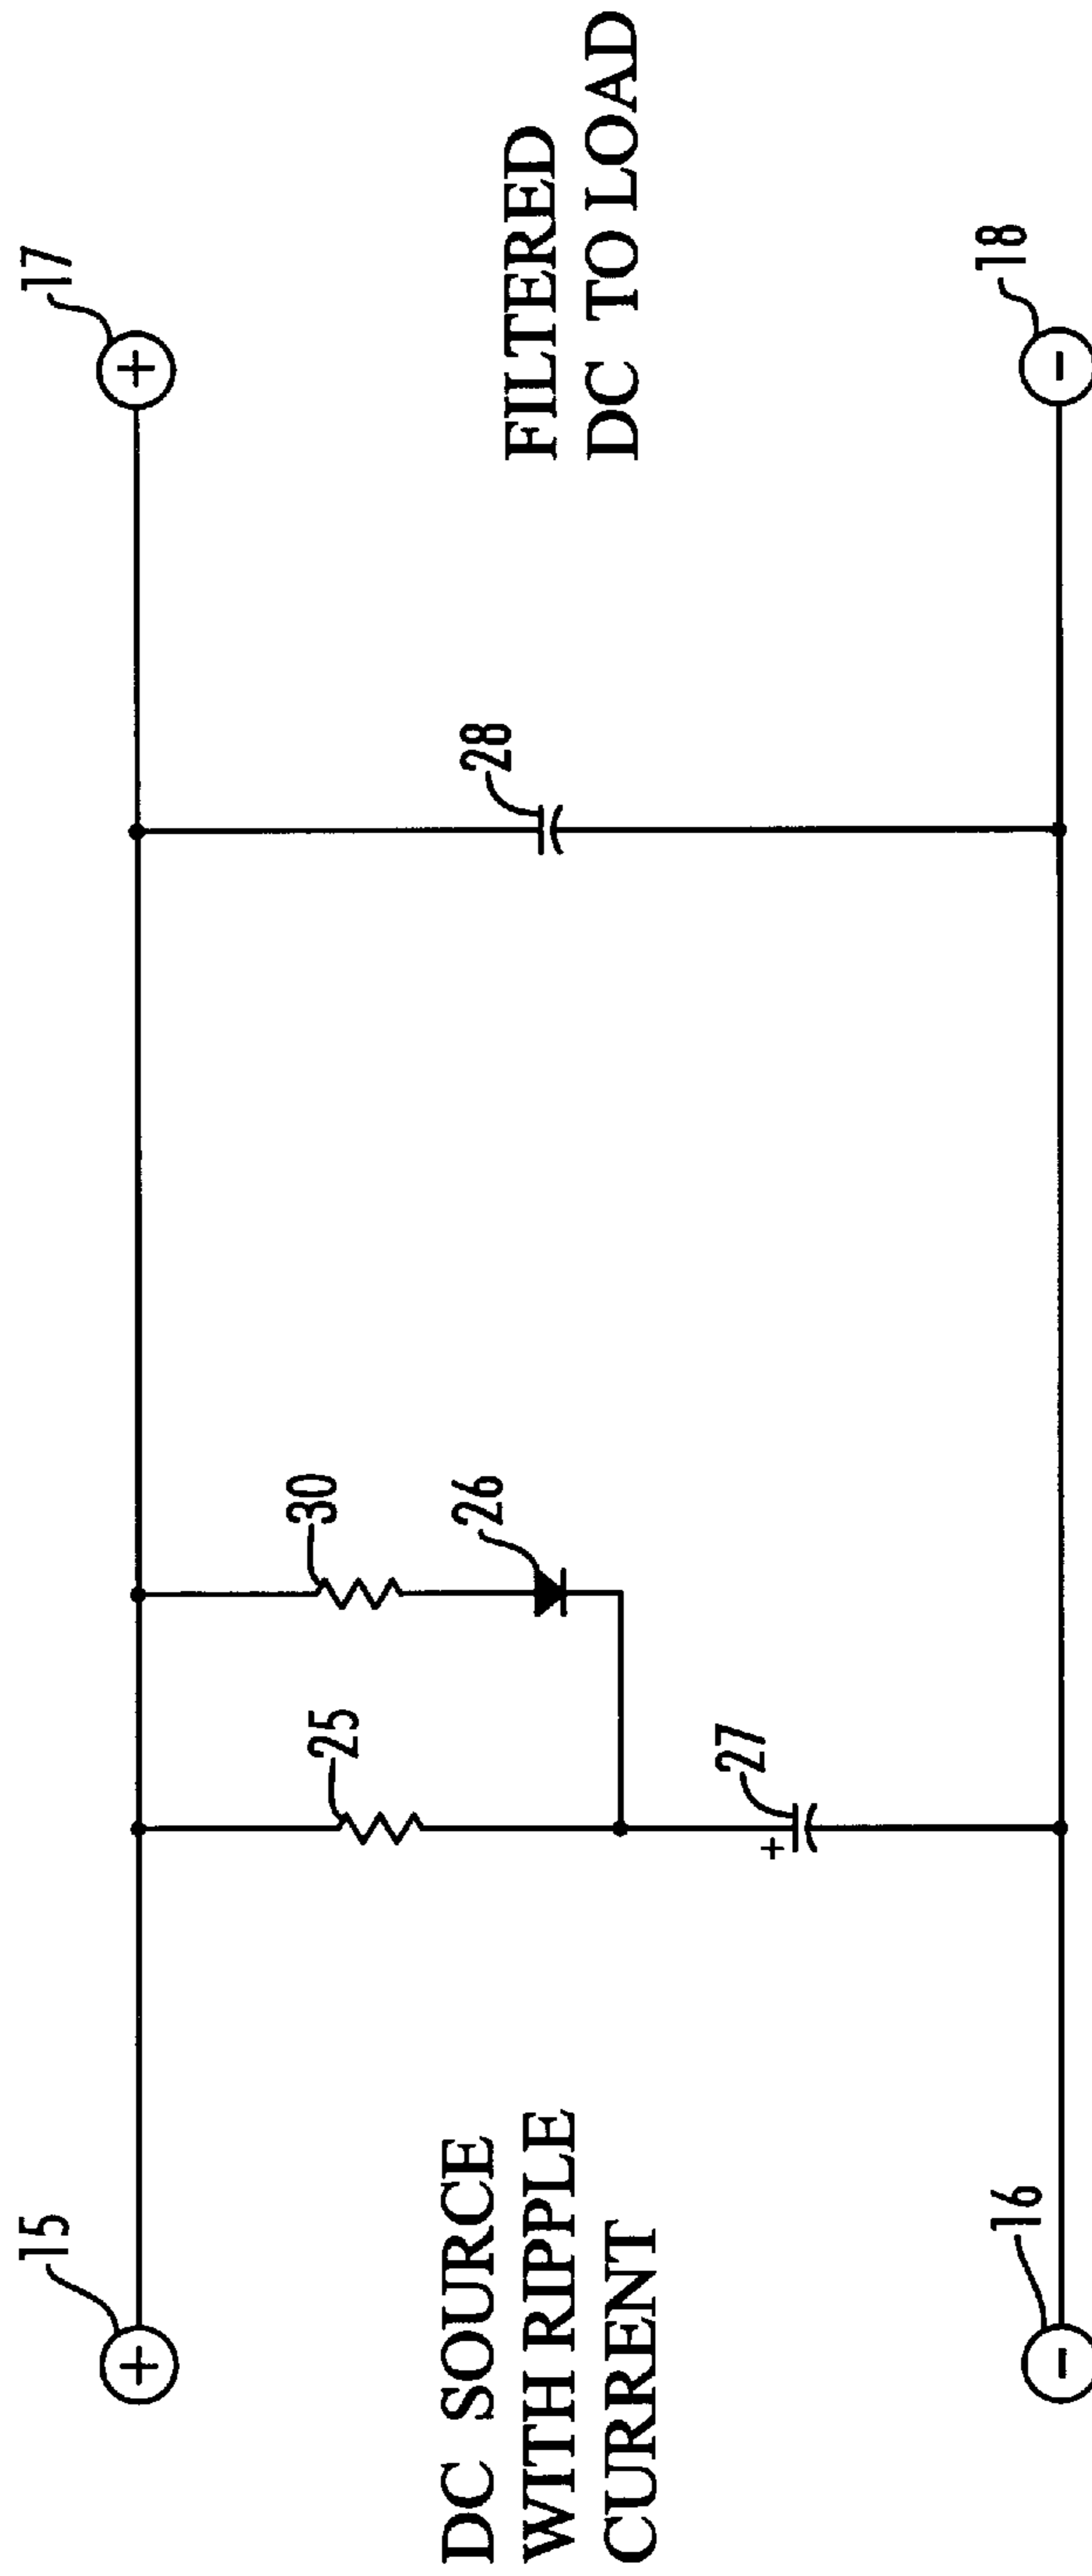 15
17
30
25
26
28
27
DC SOURCE
WITH RIPPLE
CURRENT
FILTERED
DC TO LOAD
+
+
+
16
18
-
-